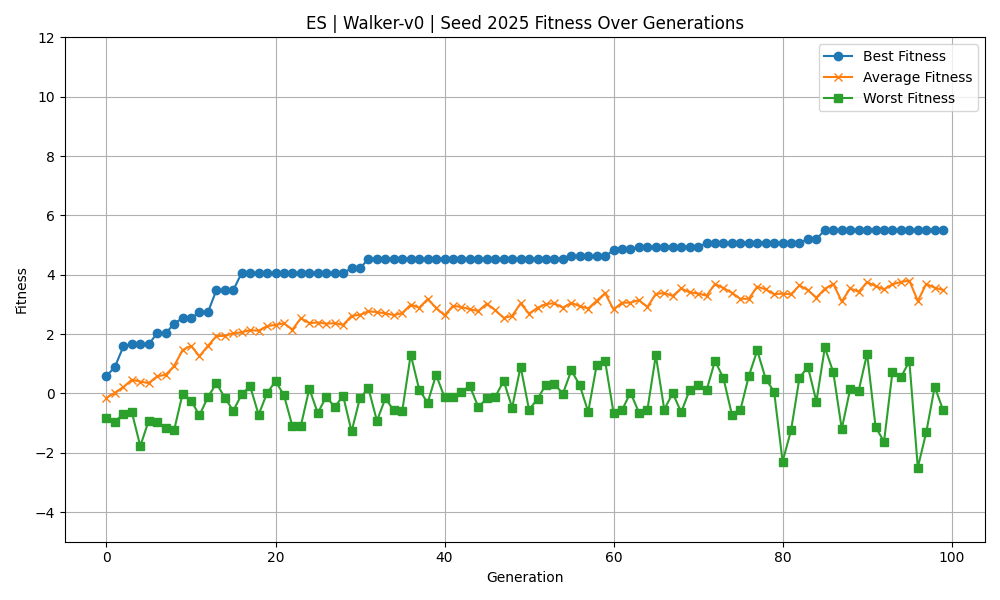 ES | Walker-v0 | Seed 2025 Fitness Over Generations
Best Fitness
Average Fitness
Worst Fitness
Fitness
12
10
8
6
4
2
0
−2
−4
0 20 40 60 80 100
Generation